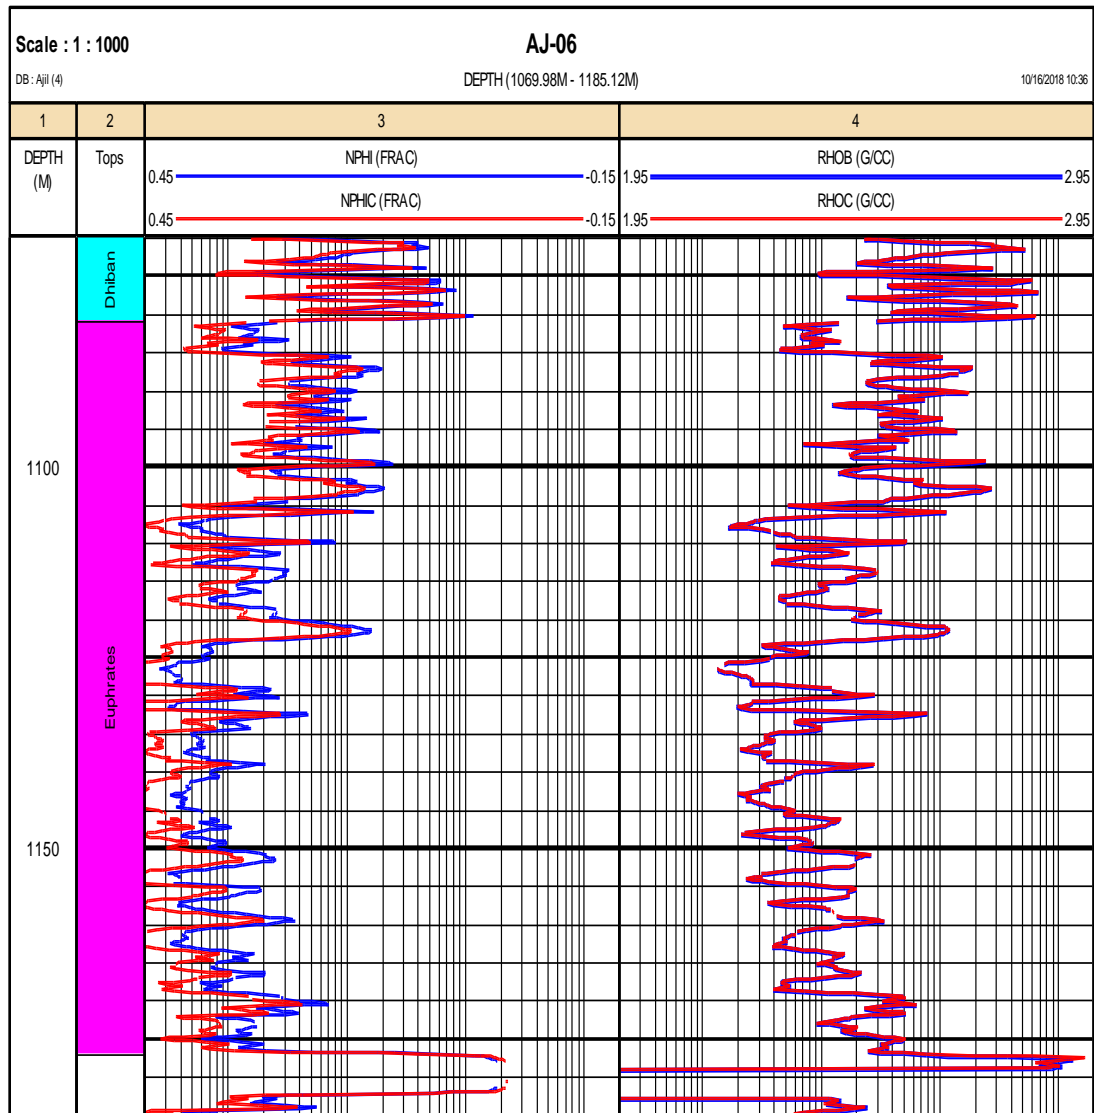 Scale : 1 : 1000
AJ-06
DB : Ajil (4)
DEPTH (1069.98M - 1185.12M)
10/16/2018 10:36
1
2
3
4
DEPTH
(M)
Tops
NPHI (FRAC)
0.45
-0.15
NPHIC (FRAC)
0.45
-0.15
RHOB (G/CC)
1.95
2.95
RHOC (G/CC)
1.95
2.95
Dhiban
Euphrates
1100
1150